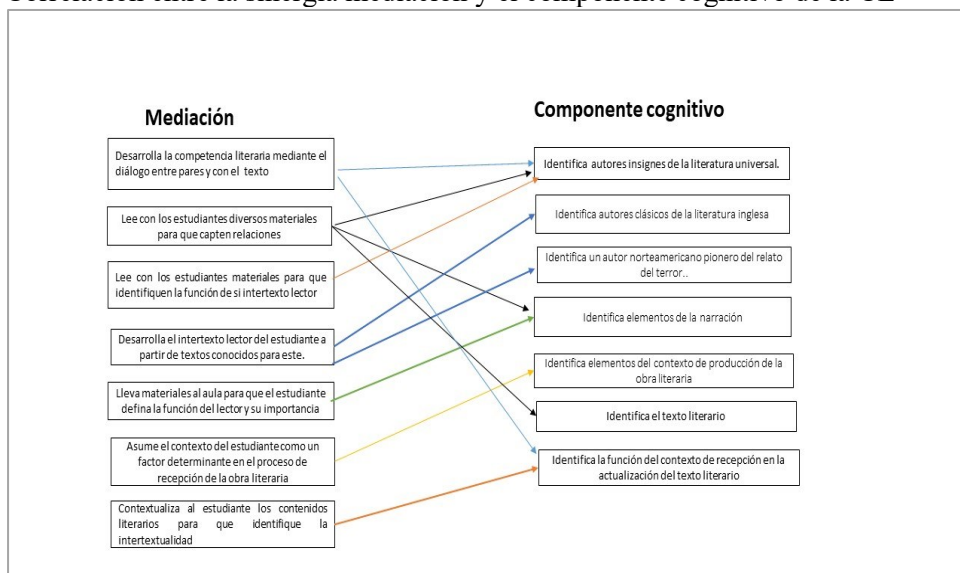 Correlación entre la sinergia mediación y el componente cognitivo de la CL
Mediación
Desarrolla la competencia literaria mediante el
diálogo entre pares y con el texto
Lee con los estudiantes diversos materiales
para que capten relaciones
Lee con los estudiantes materiales para que
identifiquen la función de si intertexto lector
Desarrolla el intertexto lector del estudiante a
partir de textos conocidos para este.
Lleva materiales al aula para que el estudiante
defina la función del lector y su importancia
Asume el contexto del estudiante como un
factor determinante en el proceso de
recepción de la obra literaria
Contextualiza al estudiante los contenidos
literarios para que identifique la
intertextualidad
Componente cognitivo
Identifica autores insignes de la literatura universal.
Identifica autores clásicos de la literatura inglesa
Identifica un autor norteamericano pionero del relato
del terror..
Identifica elementos de la narración
Identifica elementos del contexto de producción de la
obra literaria
Identifica el texto literario
Identifica la función del contexto de recepción en la
actualización del texto literario